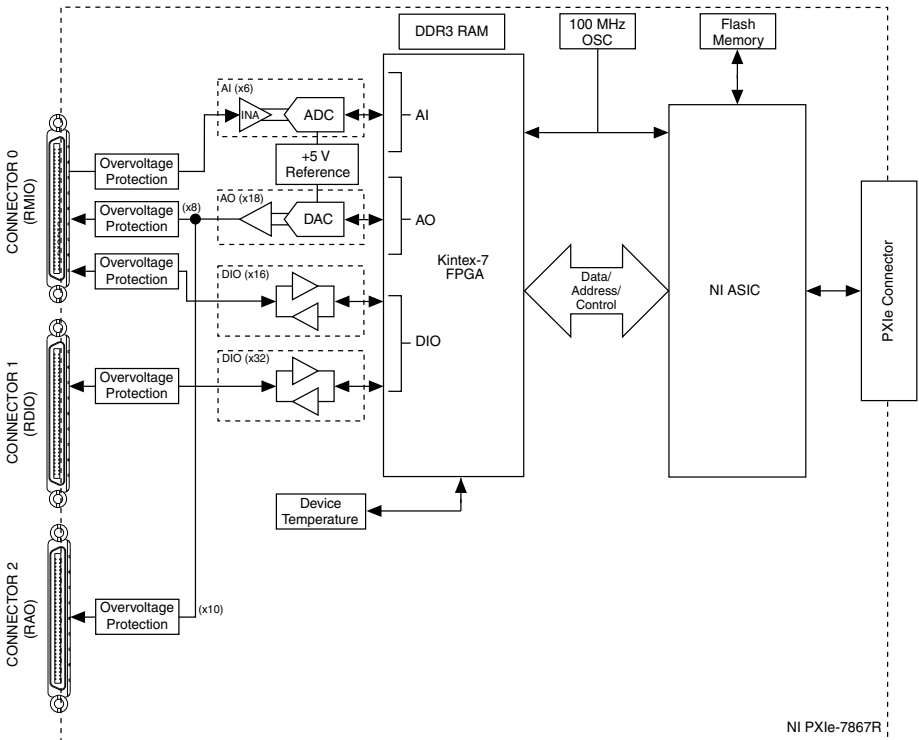 DDR3 RAM
100 MHz
OSC
Flash
Memory
AI (x6)
INA
ADC
AI
+5 V
Reference
CONNECTOR 0
(RMIO)
Overvoltage
Protection
Overvoltage
Protection
(x8)
AO (x18)
DAC
AO
Kintex-7
FPGA
Overvoltage
Protection
DIO (x16)
DIO
Data/
Address/
Control
NI ASIC
PXIe Connector
CONNECTOR 1
(RDIO)
Overvoltage
Protection
DIO (x32)
Device
Temperature
CONNECTOR 2
(RAO)
Overvoltage
Protection
(x10)
NI PXIe-7867R